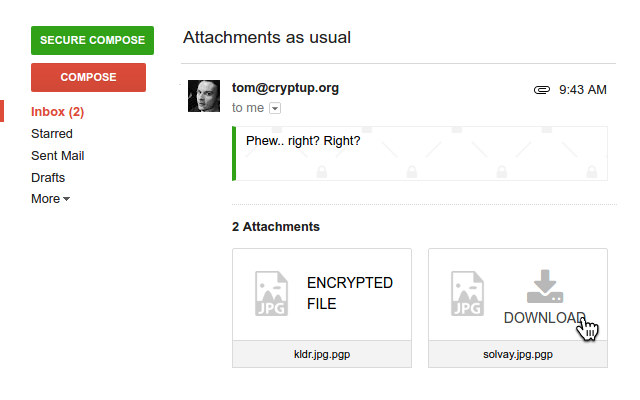 SECURE COMPOSE
COMPOSE
Inbox (2)
Starred
Sent Mail
Drafts
More
Attachments as usual
tom@cryptup.org
9:43 AM
to me
Phew.. right? Right?
2 Attachments
JPG
ENCRYPTED
FILE
kldr.jpg.pgp
JPG
DOWNLOAD
solvay.jpg.pgp